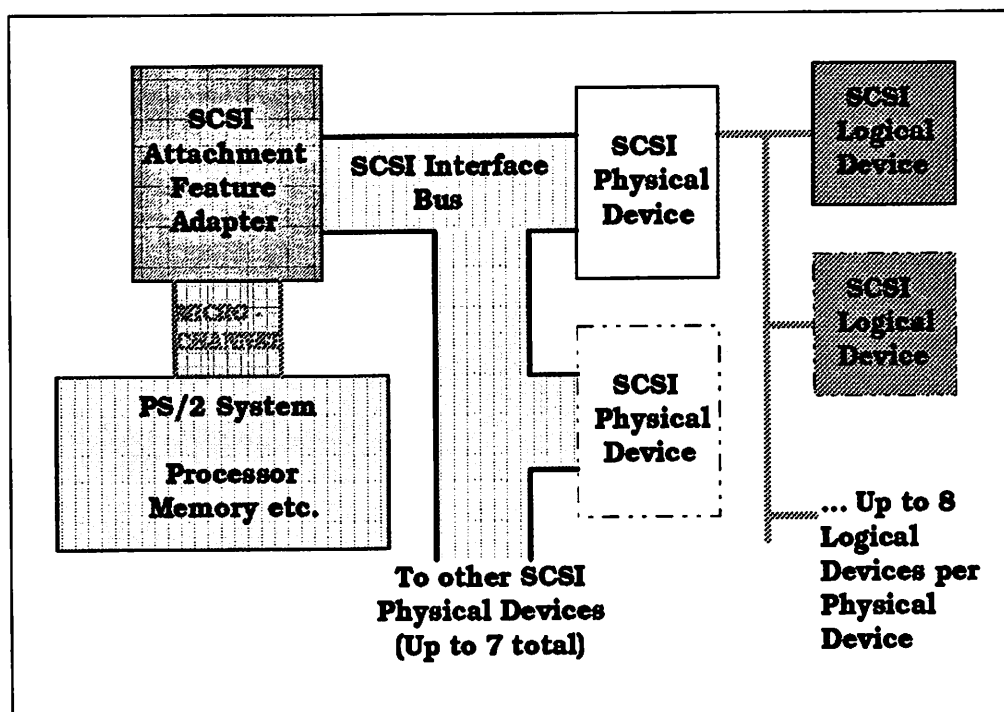 SCSI
Attachment
Feature
Adapter
SCSI Interface
Bus
SCSI
Physical
Device
SCSI
Logical
Device
SCSI
Logical
Device
MICRO -
CHANNEL
PS/2 System
Processor
Memory etc.
SCSI
Physical
Device
To other SCSI
Physical Devices
(Up to 7 total)
... Up to 8
Logical
Devices per
Physical
Device